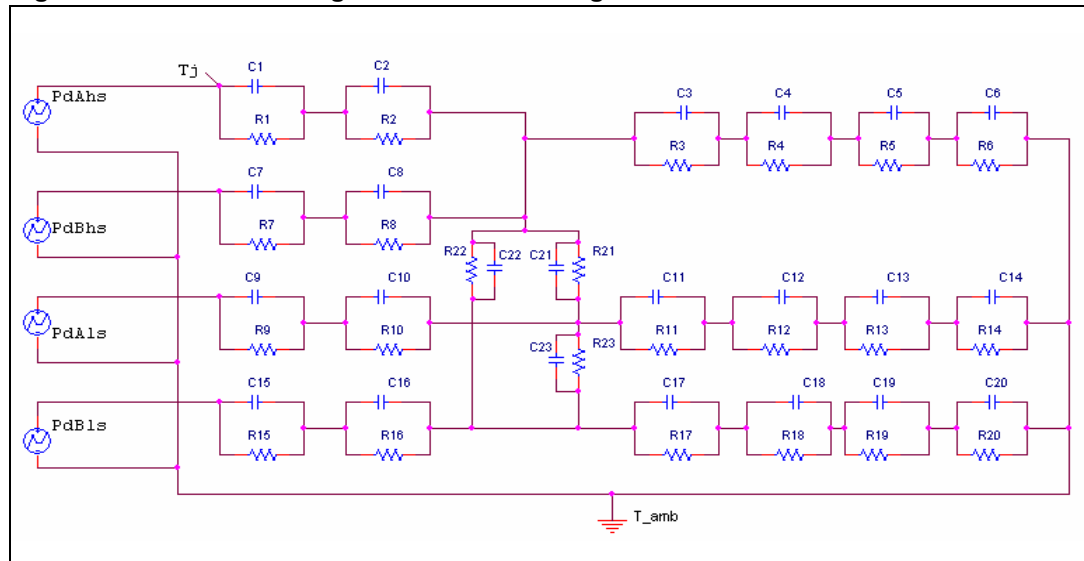 Tj
C1
C2
PdAhs
R1
R2
C3
C4
C5
C6
R3
R4
R5
R6
C7
C8
PdBhs
R7
R8
R22
C22
C21
R21
C9
C10
PdAls
R9
R10
C11
C12
C13
C14
R11
R12
R13
R14
C23
R23
C15
C16
PdBls
R15
R16
C17
C18
C19
C20
R17
R18
R19
R20
T_amb